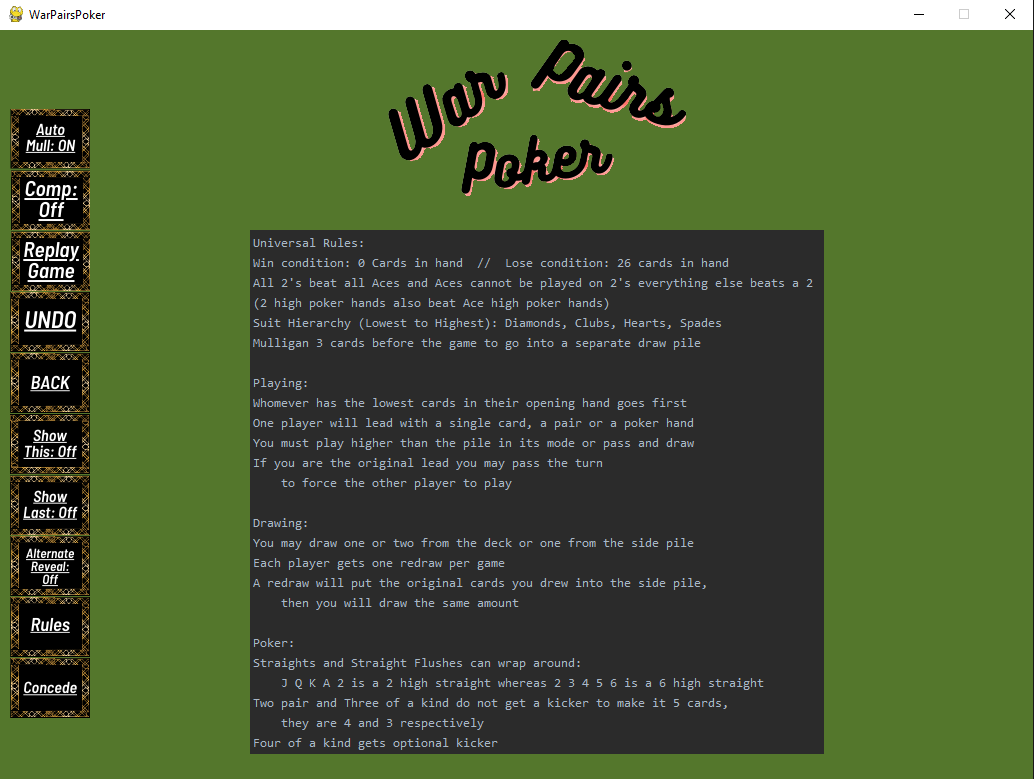 WarPairsPoker
War Pairs
Poker
Auto
Mull: ON
Comp:
Off
Replay
Game
UNDO
BACK
Show
This: Off
Show
Last: Off
Alternate
Reveal:
Off
Rules
Concede
Universal Rules:
Win condition: 0 Cards in hand  //  Lose condition: 26 cards in hand
All 2's beat all Aces and Aces cannot be played on 2's everything else beats a 2
(2 high poker hands also beat Ace high poker hands)
Suit Hierarchy (Lowest to Highest): Diamonds, Clubs, Hearts, Spades
Mulligan 3 cards before the game to go into a separate draw pile
Playing:
Whomever has the lowest cards in their opening hand goes first
One player will lead with a single card, a pair or a poker hand
You must play higher than the pile in its mode or pass and draw
If you are the original lead you may pass the turn
to force the other player to play
Drawing:
You may draw one or two from the deck or one from the side pile
Each player gets one redraw per game
A redraw will put the original cards you drew into the side pile,
then you will draw the same amount
Poker:
Straights and Straight Flushes can wrap around:
J Q K A 2 is a 2 high straight whereas 2 3 4 5 6 is a 6 high straight
Two pair and Three of a kind do not get a kicker to make it 5 cards,
they are 4 and 3 respectively
Four of a kind gets optional kicker